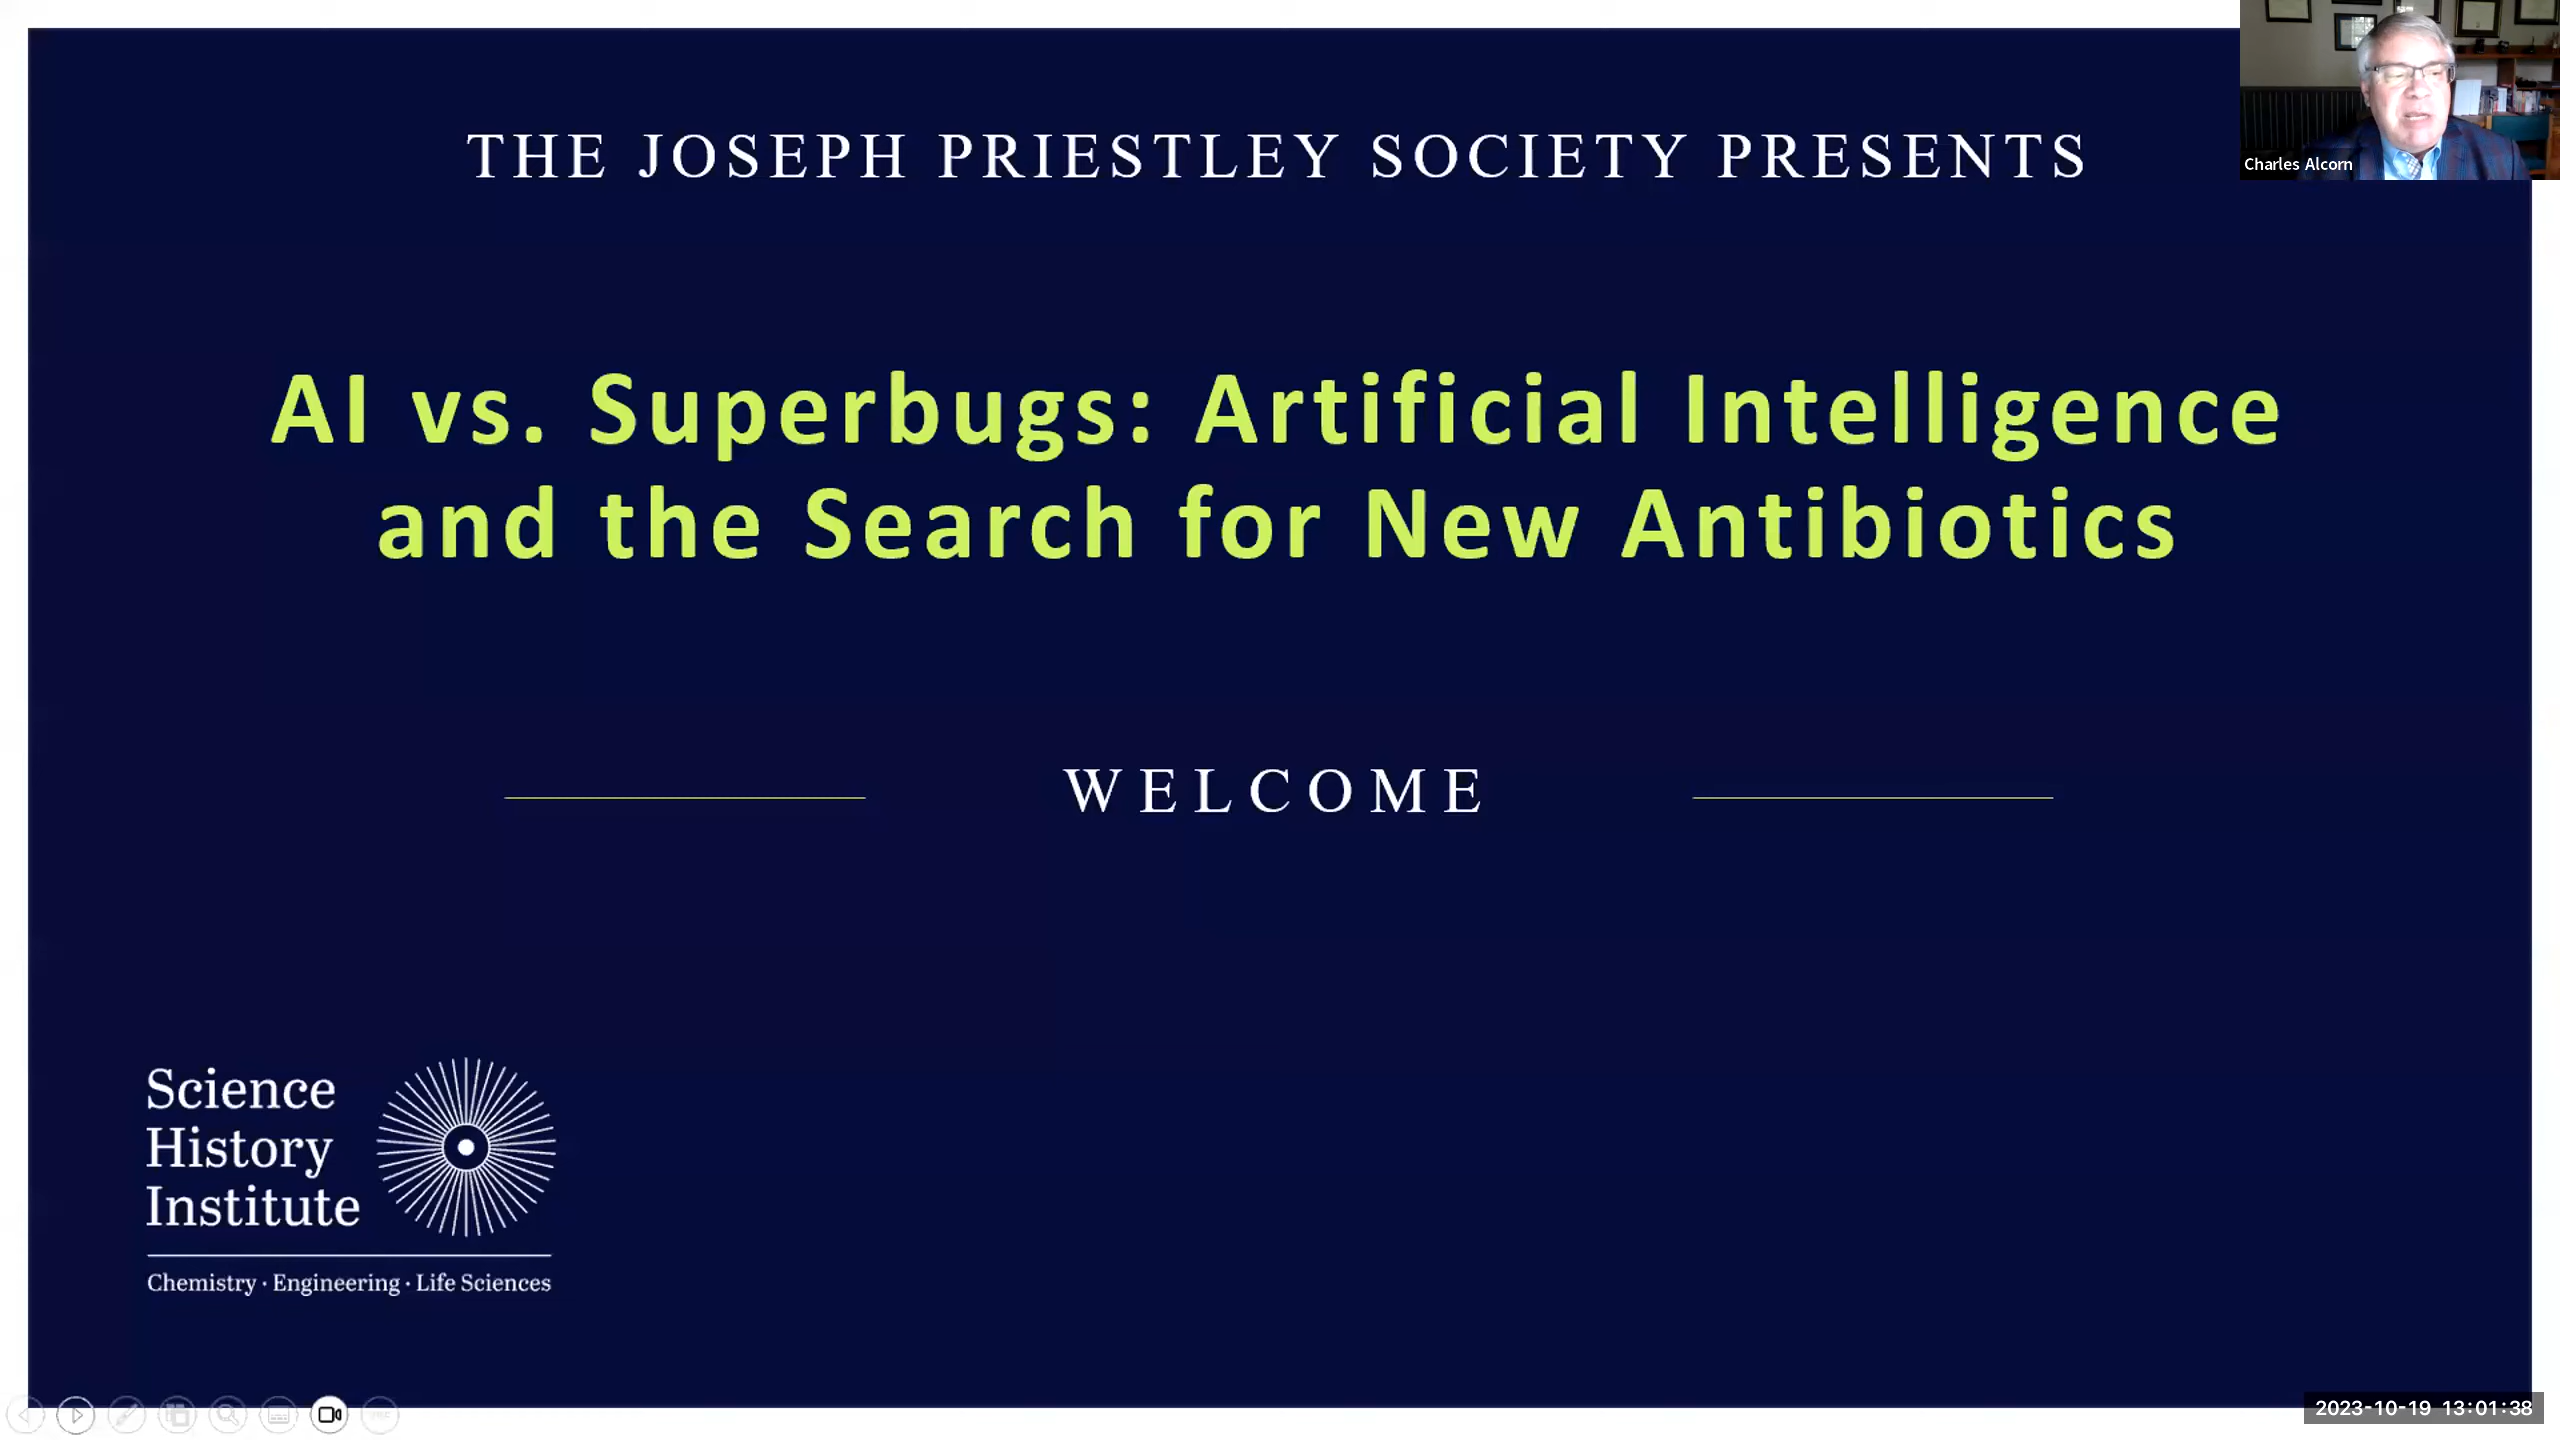 THE JOSEPH PRIESTLEY SOCIETY PRESENTS
Charles Alcorn
AI vs. Superbugs: Artificial Intelligence
and the Search for New Antibiotics
WELCOME
Science
History
Institute
Chemistry · Engineering · Life Sciences
2023-10-19 13:01:38